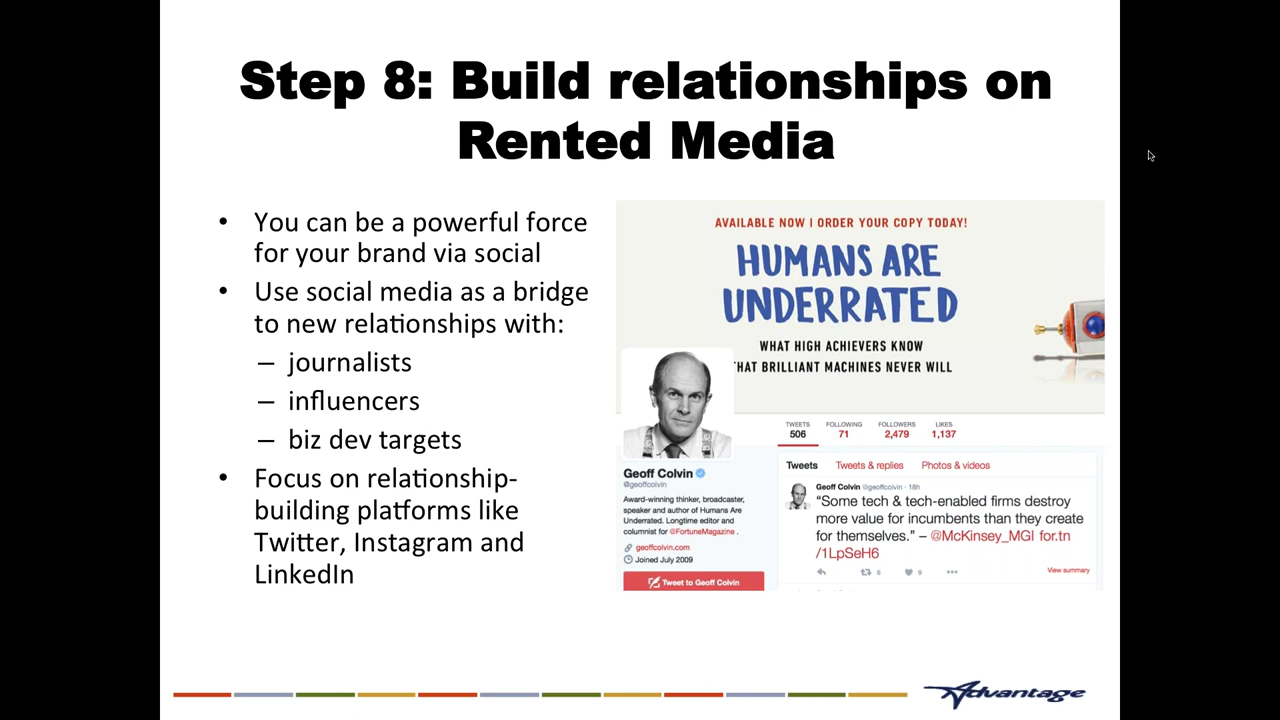 Step 8: Build relationships on
Rented Media
• You can be a powerful force
for your brand via social
• Use social media as a bridge
to new relationships with:
– journalists
– influencers
– biz dev targets
• Focus on relationship-
building platforms like
Twitter, Instagram and
LinkedIn
AVAILABLE NOW | ORDER YOUR COPY TODAY!
HUMANS ARE
UNDERRATED
WHAT HIGH ACHIEVERS KNOW
THAT BRILLIANT MACHINES NEVER WILL
TWEETS FOLLOWING FOLLOWERS LIKES
506 71 2,479 1,137
Geoff Colvin
@geoffcolvin
Award-winning thinker, broadcaster,
speaker and author of Humans Are
Underrated. Longtime editor and
columnist for @FortuneMagazine .
geoffcolvin.com
Joined July 2009
Tweet to Geoff Colvin
Tweets Tweets & replies Photos & videos
Geoff Colvin @geoffcolvin · 18h
“Some tech & tech-enabled firms destroy
more value for incumbents than they create
for themselves.” – @McKinsey_MGI for.tn
/1LpSeH6
View summary
Advantage